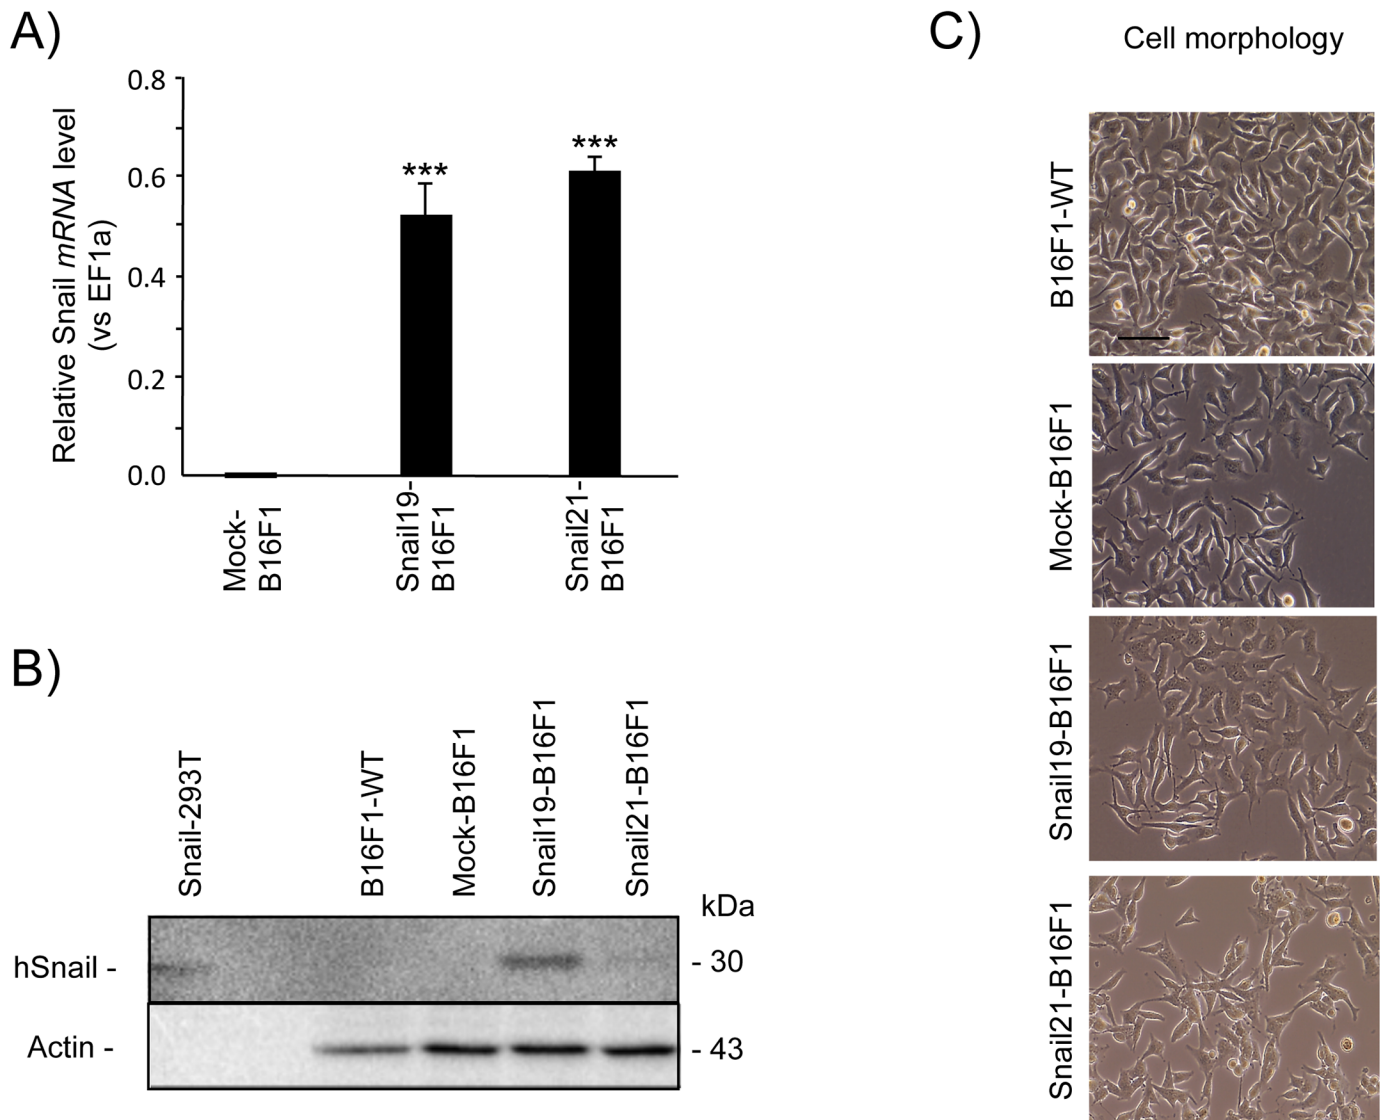 A)
Relative Snail mRNA level
(vs EF1a)
0.8
0.6
0.4
0.2
0.0
***
***
Mock-
B16F1
Snail19-
B16F1
Snail21-
B16F1
B)
Snail-293T
B16F1-WT
Mock-B16F1
Snail19-B16F1
Snail21-B16F1
kDa
hSnail -
- 30
Actin -
- 43
C)
Cell morphology
B16F1-WT
Mock-B16F1
Snail19-B16F1
Snail21-B16F1